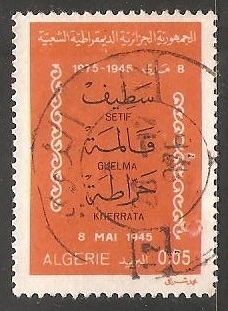 الجمهورية الجزائرية الديمقراطية الشعبية
1975-1945 ماي 8
سطيف
SETIF
قالمة
GUELMA
خراطة
KHERRATA
8 MAI 1945
ALGERIE البريد 0.05